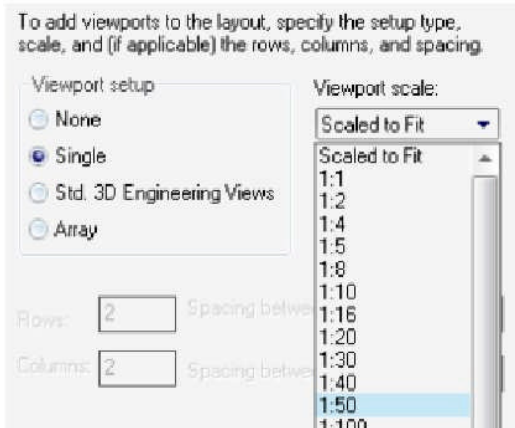 To add viewports to the layout, specify the setup type,
scale, and (if applicable) the rows, columns, and spacing.
Viewport setup
None
Single
Std. 3D Engineering Views
Array
Viewport scale:
Scaled to Fit
Scaled to Fit
1:1
1:2
1:4
1:5
1:8
1:10
1:16
1:20
1:30
1:40
1:50
1:100
Rows: 2 Spacing
Columns: 2 Spacing